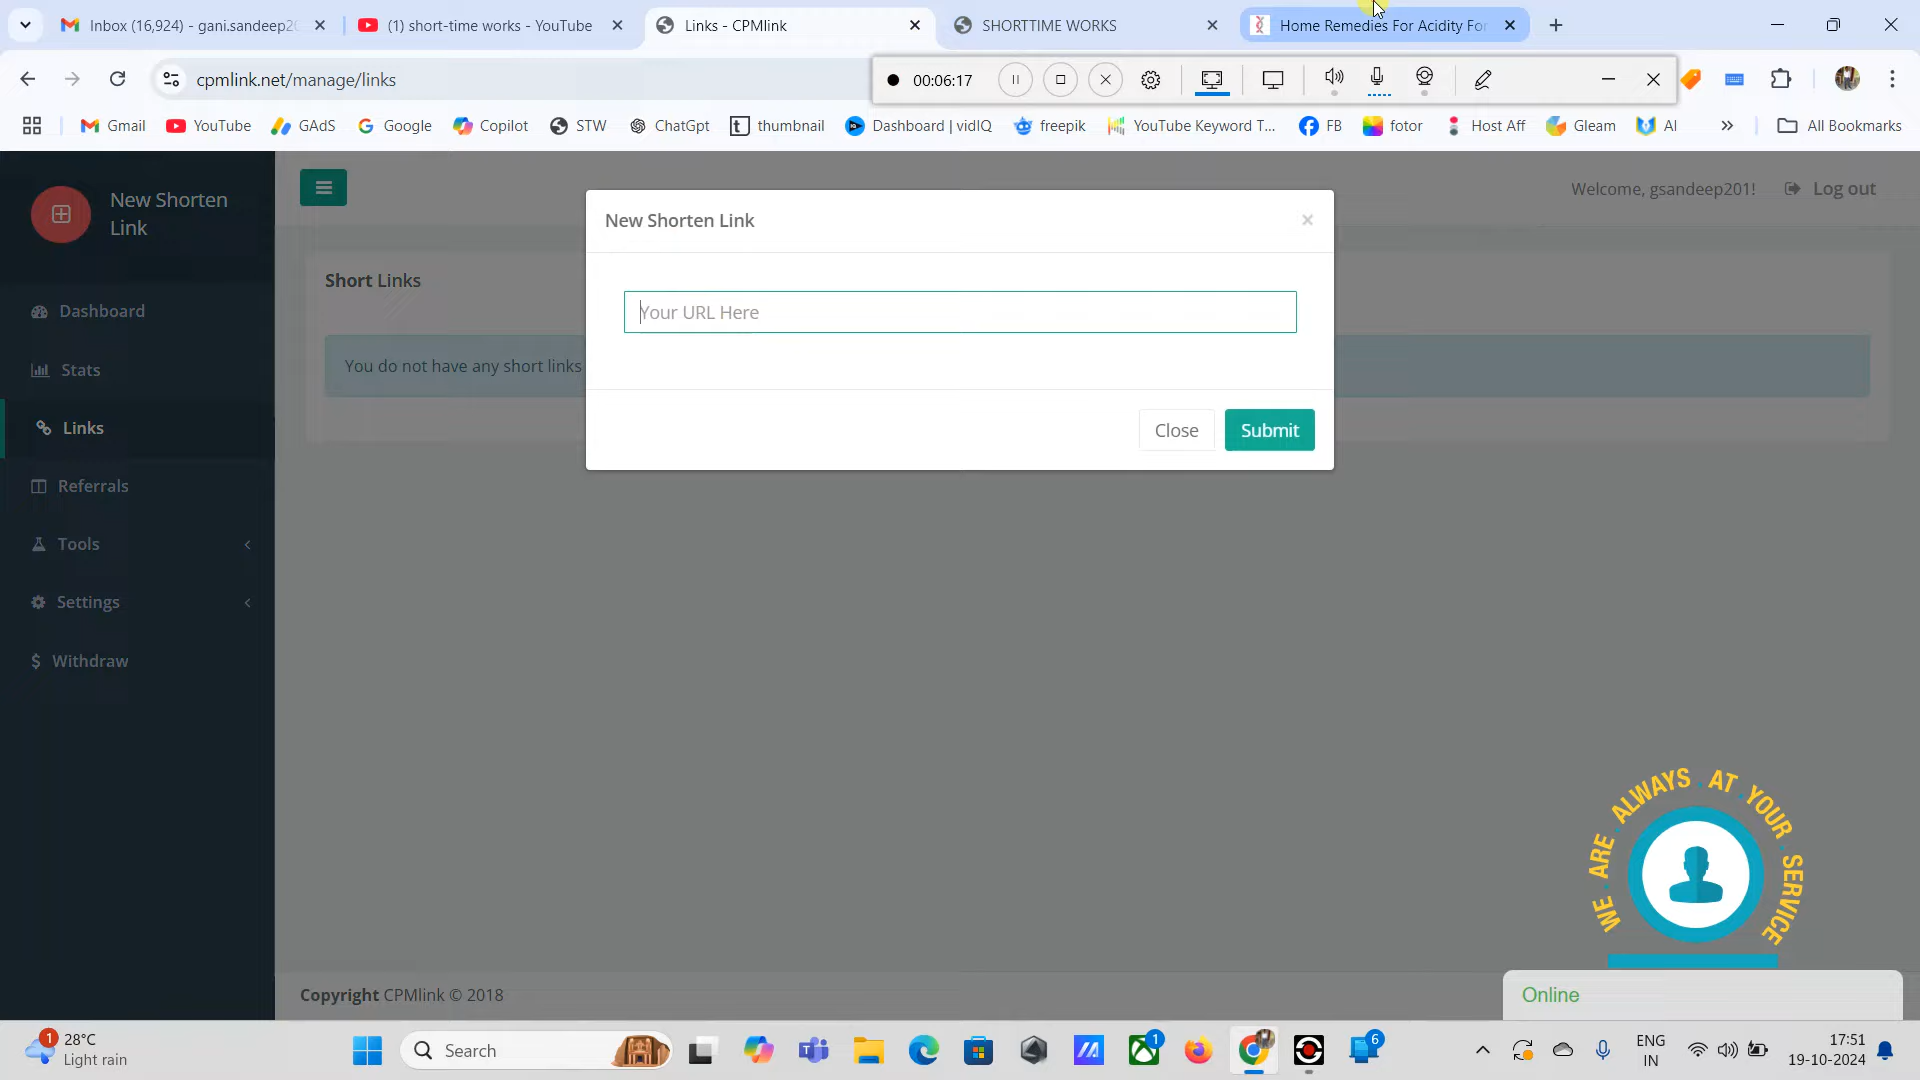 Inbox (16,924) - gani.sandeep20
(1) short-time works - YouTube
Links - CPMlink
SHORTTIME WORKS
Home Remedies For Acidity For
cpmlink.net/manage/links
00:06:17
Gmail
YouTube
GAdS
Google
Copilot
STW
ChatGpt
thumbnail
Dashboard | vidIQ
freepik
YouTube Keyword T...
FB
fotor
Host Aff
Gleam
AI
All Bookmarks
New Shorten
Link
Welcome, gsandeep201!
Log out
New Shorten Link
×
Short Links
Your URL Here
Dashboard
You do not have any short links
Stats
Links
Close
Submit
Referrals
Tools
Settings
Withdraw
WE . ARE . ALWAYS . AT . YOUR . SERVICE
Copyright CPMlink © 2018
Online
1
28°C
Light rain
Search
1
6
ENG
IN
17:51
19-10-2024